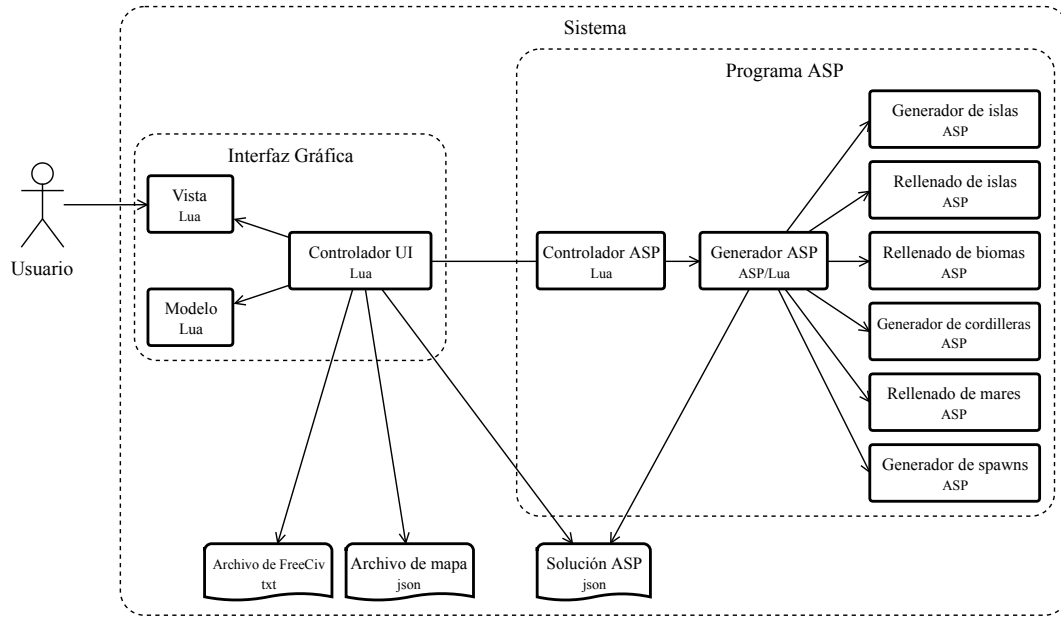 Sistema
Programa ASP
Generador de islas
ASP
Interfaz Gráfica
Vista
Lua
Rellenado de islas
ASP
Usuario
Controlador UI
Lua
Controlador ASP
Lua
Generador ASP
ASP/Lua
Rellenado de biomas
ASP
Modelo
Lua
Generador de cordilleras
ASP
Rellenado de mares
ASP
Generador de spawns
ASP
Archivo de FreeCiv
txt
Archivo de mapa
json
Solución ASP
json